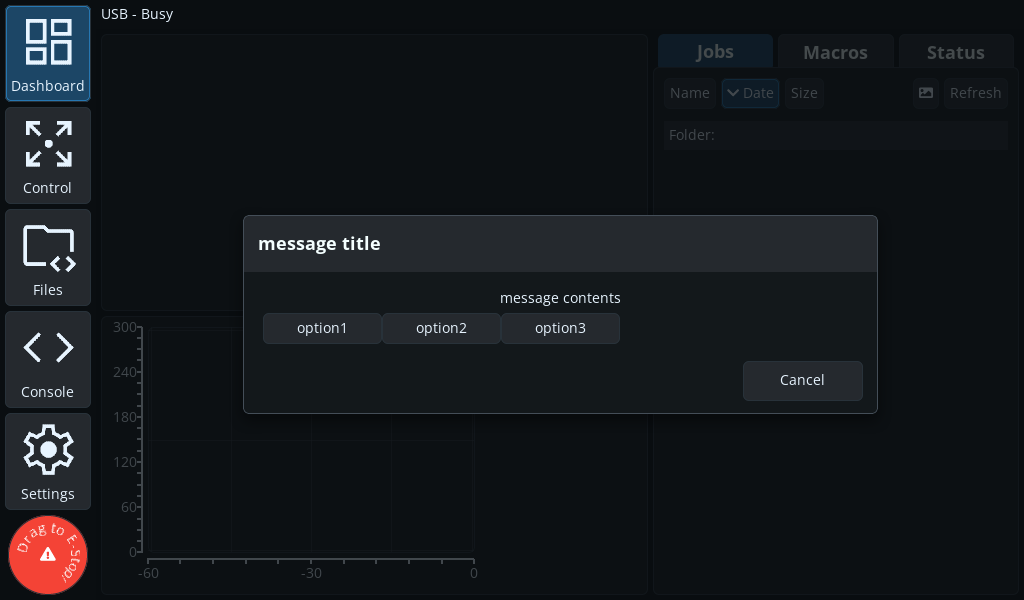 USB - Busy
Dashboard
Control
Files
Console
Settings
Drag to E-Stop!
Jobs Macros Status
Name Date Size Refresh
Folder:
message title
message contents
option1 option2 option3
Cancel
300
240
180
120
60
0
-60 -30 0